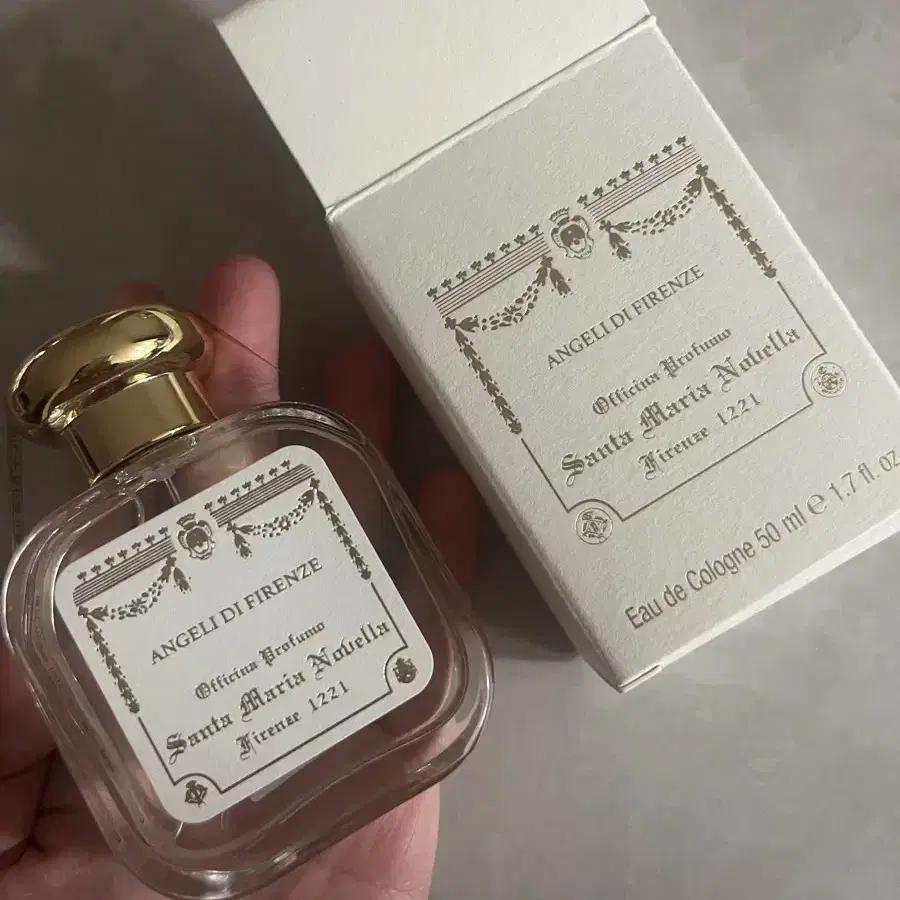 ANGELI DI FIRENZE
Officina Profumo
Santa Maria Novella
Firenze 1221
Eau de Cologne 50 ml e 1.7 fl. oz
ANGELI DI FIRENZE
Officina Profumo
Santa Maria Novella
Firenze 1221